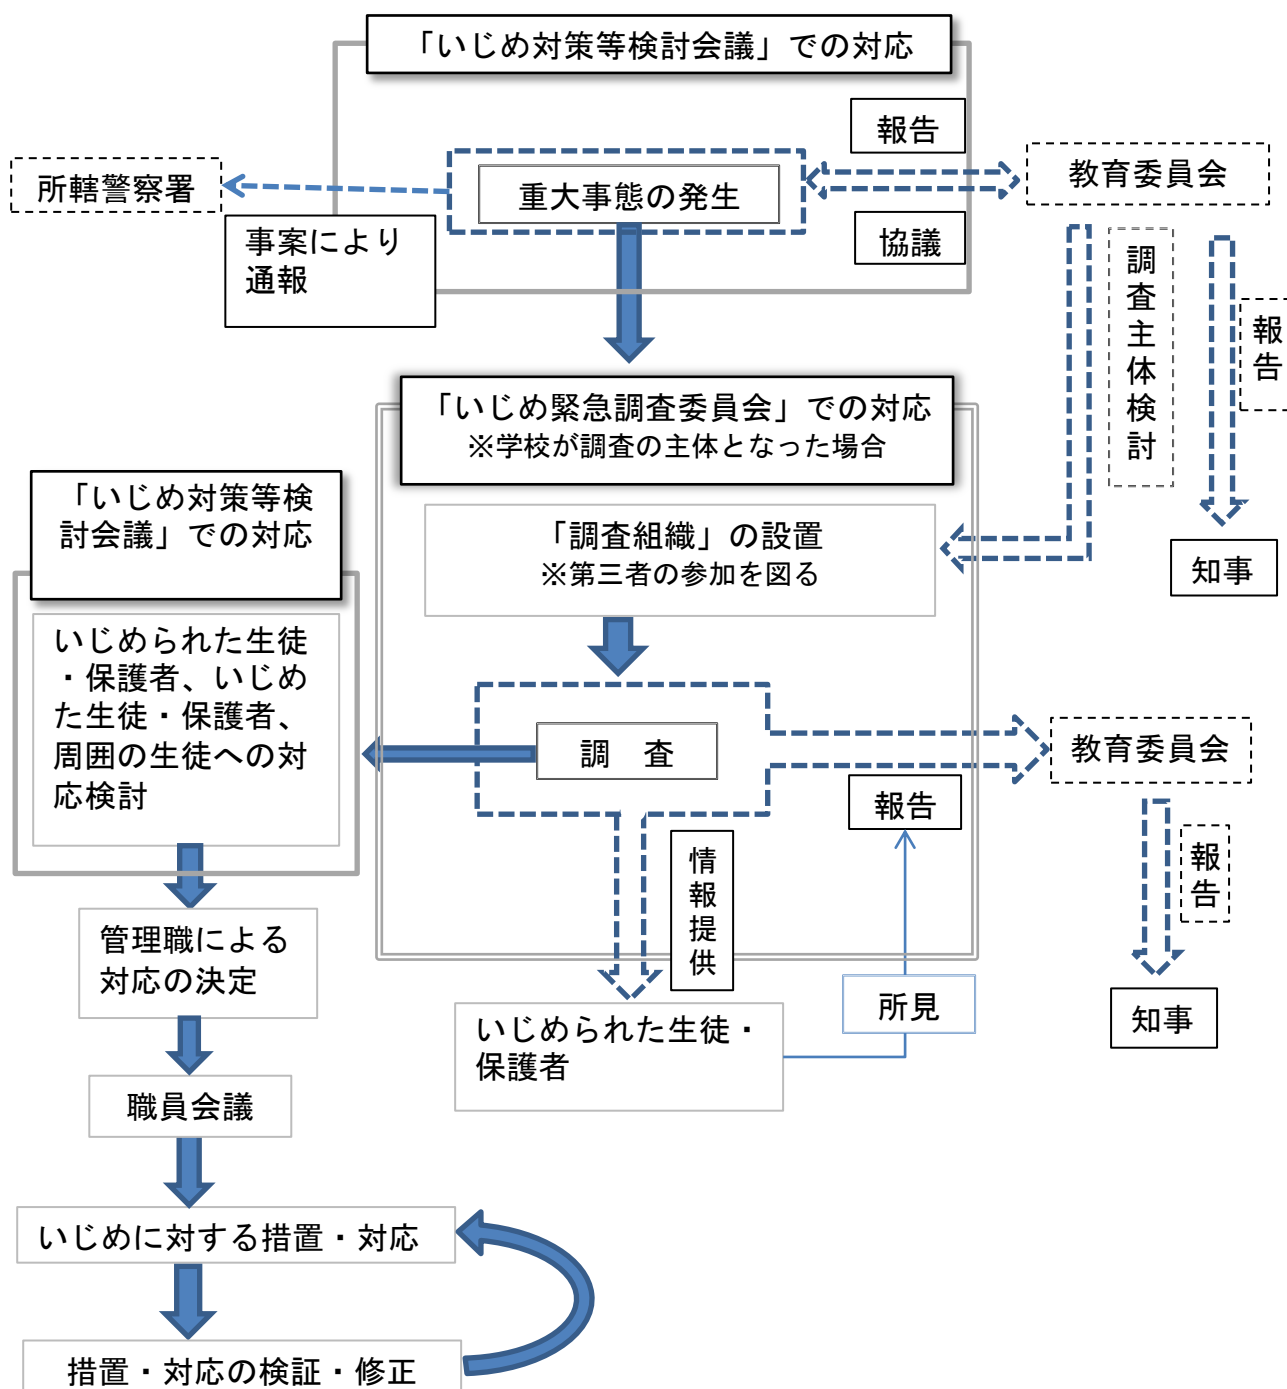 「いじめ対策等検討会議」での対応
報告
所轄警察署
重大事態の発生
教育委員会
事案により
通報
協議
調査主体検討
報告
「いじめ緊急調査委員会」での対応
※学校が調査の主体となった場合
「いじめ対策等検
討会議」での対応
「調査組織」の設置
※第三者の参加を図る
知事
いじめられた生徒
・保護者、いじめ
た生徒・保護者、
周囲の生徒への対
応検討
調　査
教育委員会
報告
情報提供
報告
管理職による
対応の決定
いじめられた生徒・
保護者
所見
知事
職員会議
いじめに対する措置・対応
措置・対応の検証・修正